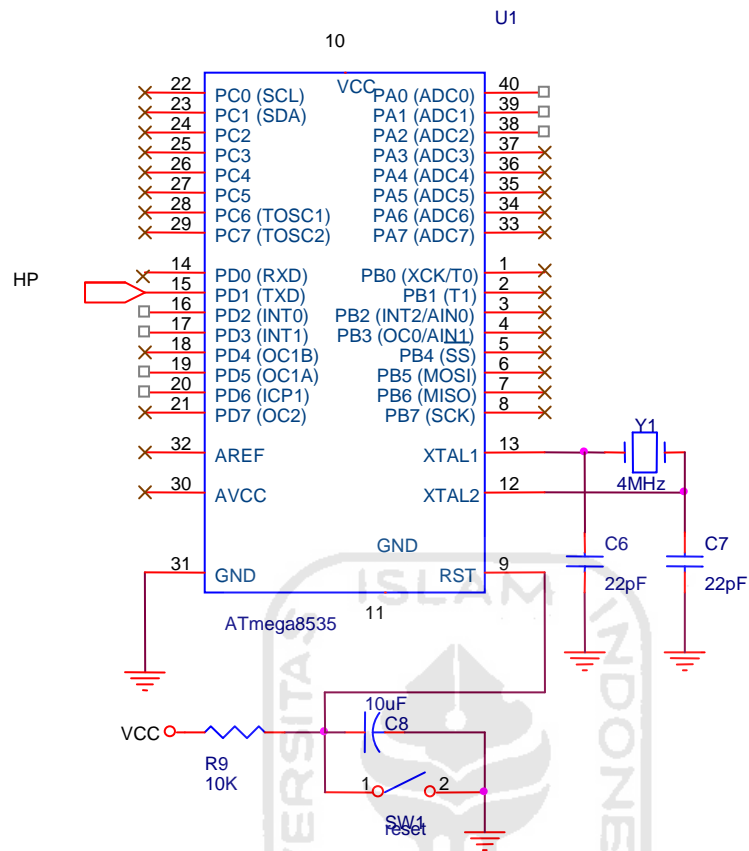 U1
10
VCC
22 PC0 (SCL) PA0 (ADC0) 40
23 PC1 (SDA) PA1 (ADC1) 39
24 PC2 PA2 (ADC2) 38
25 PC3 PA3 (ADC3) 37
26 PC4 PA4 (ADC4) 36
27 PC5 PA5 (ADC5) 35
28 PC6 (TOSC1) PA6 (ADC6) 34
29 PC7 (TOSC2) PA7 (ADC7) 33
14 PD0 (RXD) PB0 (XCK/T0) 1
HP 15 PD1 (TXD) PB1 (T1) 2
16 PD2 (INT0) PB2 (INT2/AIN0) 3
17 PD3 (INT1) PB3 (OC0/AIN1) 4
18 PD4 (OC1B) PB4 (SS) 5
19 PD5 (OC1A) PB5 (MOSI) 6
20 PD6 (ICP1) PB6 (MISO) 7
21 PD7 (OC2) PB7 (SCK) 8
32 AREF XTAL1 13
Y1
4MHz
30 AVCC XTAL2 12
GND
31 GND RST 9
C6
22pF
C7
22pF
11
ATmega8535
ISLAM
VERSITAS
INDONE
10uF
C8
VCC
R9
10K
1 2
SW1
reset